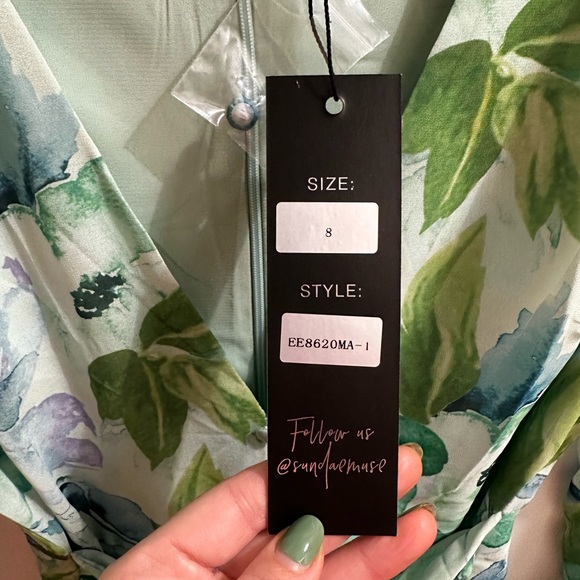 SIZE:
8
STYLE:
EE8620MA-1
Follow us
@sundaemuse